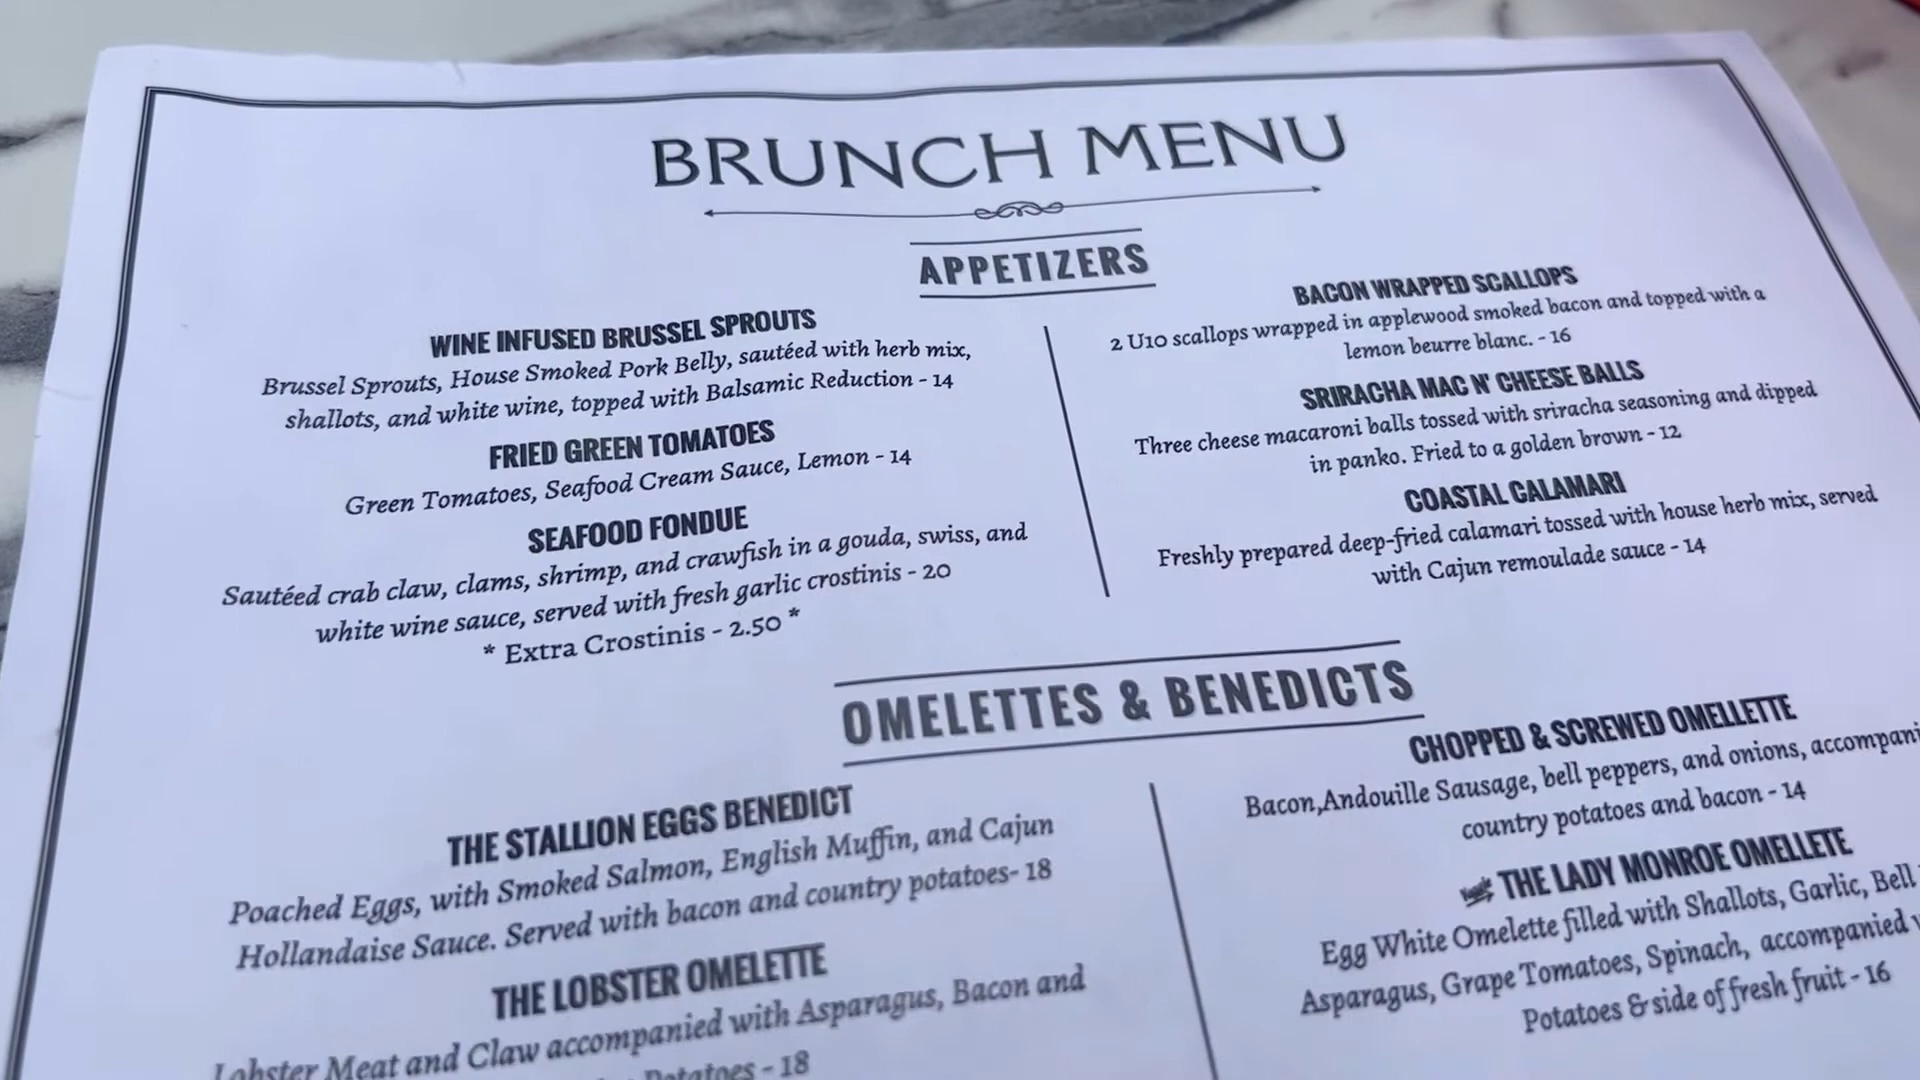 BRUNCH MENU
APPETIZERS
WINE INFUSED BRUSSEL SPROUTS
Brussel Sprouts, House Smoked Pork Belly, sautéed with herb mix,
shallots, and white wine, topped with Balsamic Reduction - 14
FRIED GREEN TOMATOES
Green Tomatoes, Seafood Cream Sauce, Lemon - 14
SEAFOOD FONDUE
Sautéed crab claw, clams, shrimp, and crawfish in a gouda, swiss, and
white wine sauce, served with fresh garlic crostinis - 20
* Extra Crostinis - 2.50 *
BACON WRAPPED SCALLOPS
2 U10 scallops wrapped in applewood smoked bacon and topped with a
lemon beurre blanc. - 16
SRIRACHA MAC N' CHEESE BALLS
Three cheese macaroni balls tossed with sriracha seasoning and dipped
in panko. Fried to a golden brown - 12
COASTAL CALAMARI
Freshly prepared deep-fried calamari tossed with house herb mix, served
with Cajun remoulade sauce - 14
OMELETTES & BENEDICTS
THE STALLION EGGS BENEDICT
Poached Eggs, with Smoked Salmon, English Muffin, and Cajun
Hollandaise Sauce. Served with bacon and country potatoes- 18
THE LOBSTER OMELETTE
Lobster Meat and Claw accompanied with Asparagus, Bacon and
Potatoes - 18
CHOPPED & SCREWED OMELLETTE
Bacon,Andouille Sausage, bell peppers, and onions, accompani
country potatoes and bacon - 14
THE LADY MONROE OMELLETE
Egg White Omelette filled with Shallots, Garlic, Bell
Asparagus, Grape Tomatoes, Spinach, accompanied
Potatoes & side of fresh fruit - 16